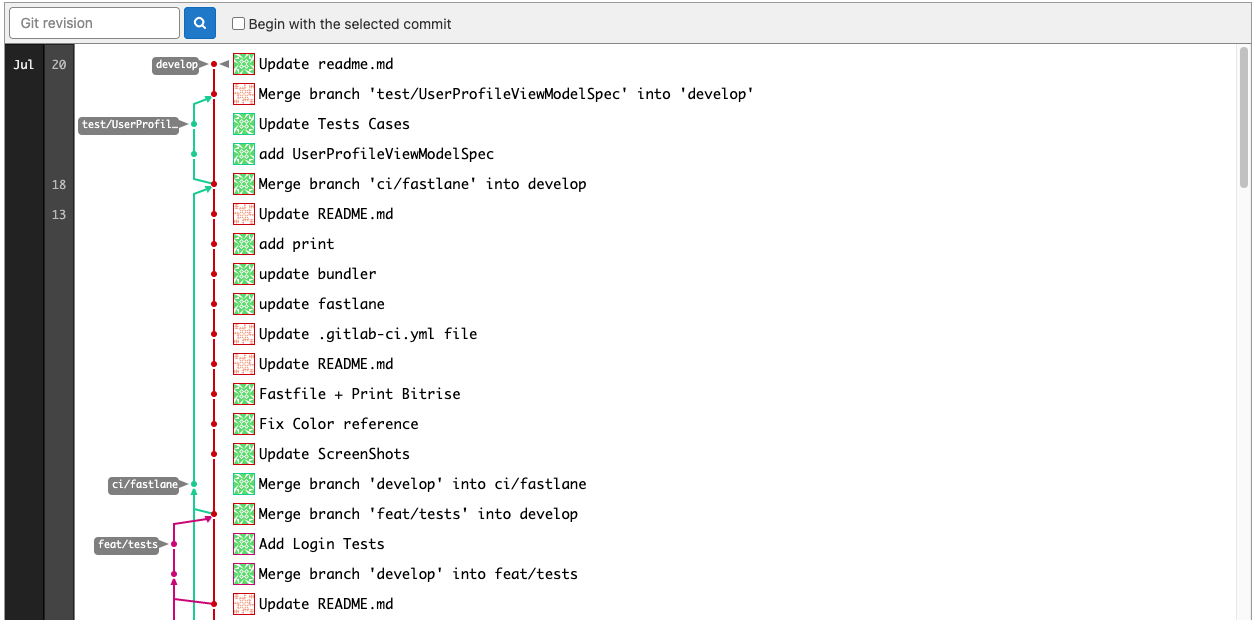 Git revision
Begin with the selected commit
Jul 20 develop Update readme.md
Merge branch 'test/UserProfileViewModelSpec' into 'develop'
test/UserProfil… Update Tests Cases
add UserProfileViewModelSpec
18 Merge branch 'ci/fastlane' into develop
13 Update README.md
add print
update bundler
update fastlane
Update .gitlab-ci.yml file
Update README.md
Fastfile + Print Bitrise
Fix Color reference
Update ScreenShots
ci/fastlane Merge branch 'develop' into ci/fastlane
Merge branch 'feat/tests' into develop
feat/tests Add Login Tests
Merge branch 'develop' into feat/tests
Update README.md